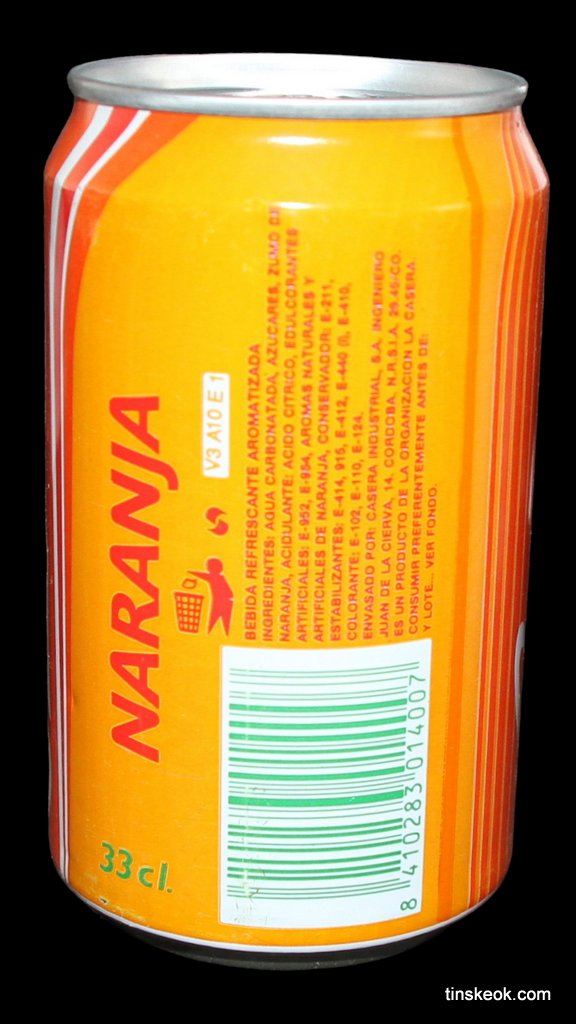 NARANJA
33 cl.
V3 A10 E 1
BEBIDA REFRESCANTE AROMATIZADA
INGREDIENTES: AGUA CARBONATADA, AZUCARES, ZUMO DE
NARANJA, ACIDULANTE: ACIDO CITRICO, EDULCORANTES
ARTIFICIALES: E-952, E-954, AROMAS NATURALES Y
ARTIFICIALES DE NARANJA, CONSERVADOR: E-211,
ESTABILIZANTES: E-414, 915, E-412, E-440 (I), E-410,
COLORANTE: E-102, E-110, E-124.
ENVASADO POR: CASERA INDUSTRIAL, S.A. INGENIERO
JUAN DE LA CIERVA, 14. CORDOBA. N.R.S.I.A. 29.45-CO.
ES UN PRODUCTO DE LA ORGANIZACION LA CASERA
CONSUMIR PREFERENTEMENTE ANTES DE:
Y LOTE... VER FONDO.
8 410283 014007
tinskeok.com